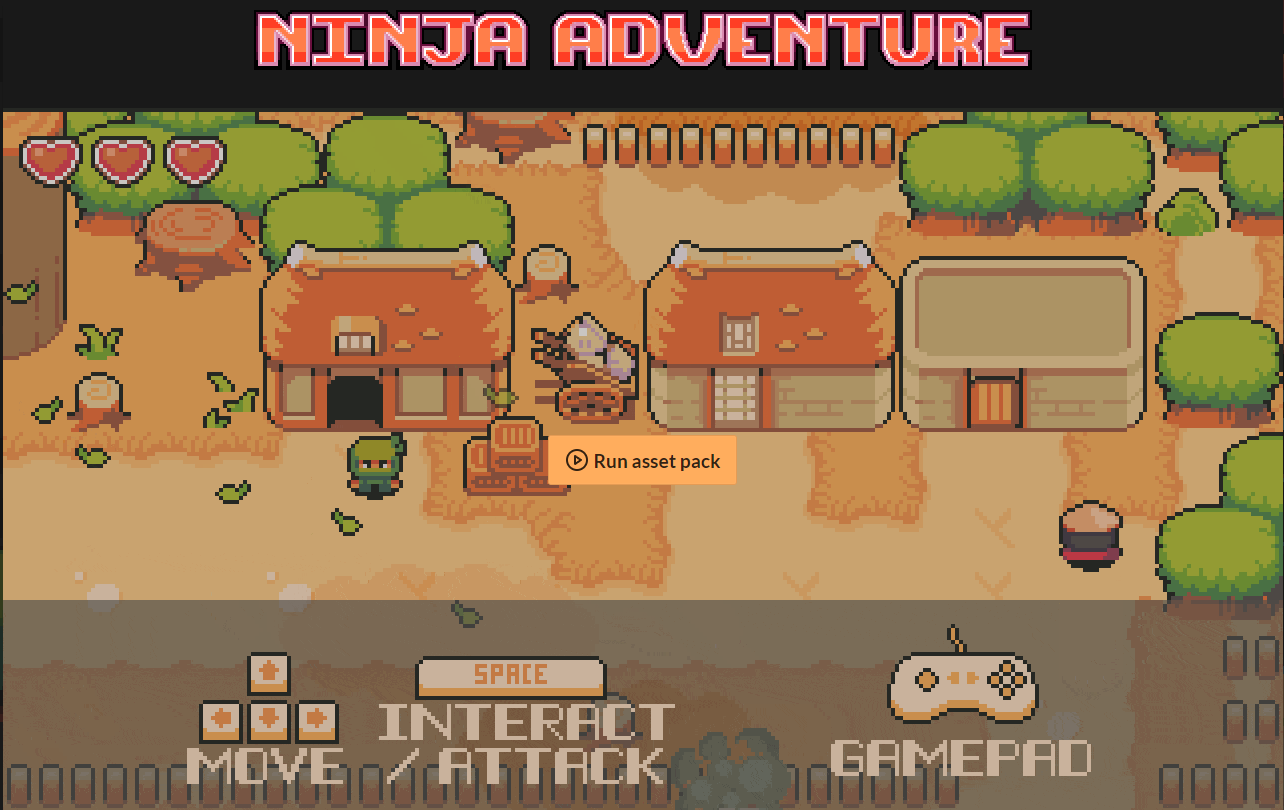 NINJA ADVENTURE
Run asset pack
SPACE
INTERACT
MOVE / ATTACK
GAMEPAD